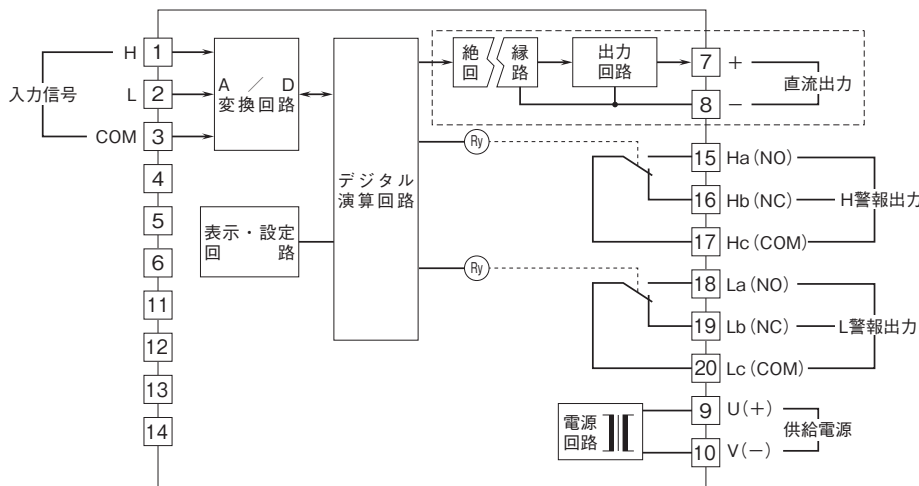 入力信号
H
L
COM
1
2
3
4
5
6
11
12
13
14
A／D
変換回路
表示・設定
回路
デジタル
演算回路
絶縁
回路
出力
回路
7
+
8
−
直流出力
Ry
15
Ha(NO)
16
Hb(NC)
17
Hc(COM)
H警報出力
Ry
18
La(NO)
19
Lb(NC)
20
Lc(COM)
L警報出力
電源
回路
9
U(+)
10
V(−)
供給電源